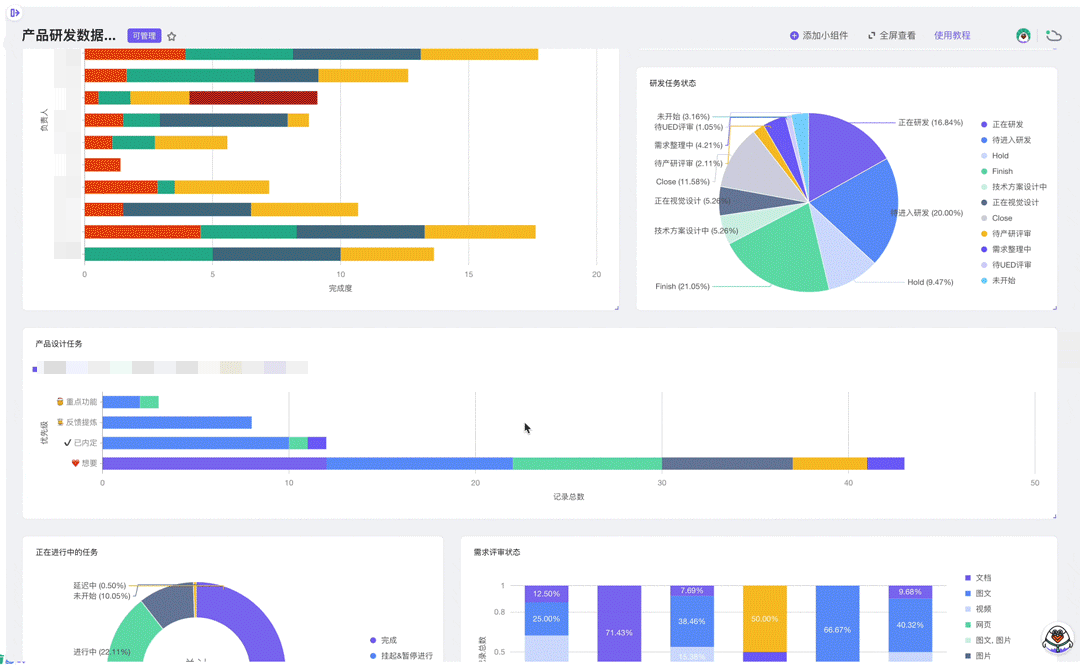 产品研发数据... 可管理 添加小组件 全屏查看 使用教程
负责人
0 5 10 15 20
完成度
研发任务状态
未开始 (3.16%)
待UED评审 (1.05%)
需求整理中 (4.21%)
待产研评审 (2.11%)
Close (11.58%)
正在视觉设计 (5.26%)
技术方案设计中 (5.26%)
Finish (21.05%)
正在研发 (16.84%)
待进入研发 (20.00%)
Hold (9.47%)
正在研发
待进入研发
Hold
Finish
技术方案设计中
正在视觉设计
Close
待产研评审
需求整理中
待UED评审
未开始
产品设计任务
优先级
重点功能
反馈提炼
已内定
想要
0 10 20 30 40 50
记录总数
正在进行中的任务
延迟中 (0.50%)
未开始 (10.05%)
进行中 (22.11%)
完成
挂起&暂停进行
需求评审状态
记录总数
1
0.8
0.5
12.50%
25.00%
71.43%
7.69%
38.46%
15.38%
50.00%
66.67%
9.68%
40.32%
文档
图文
视频
网页
图文, 图片
图片